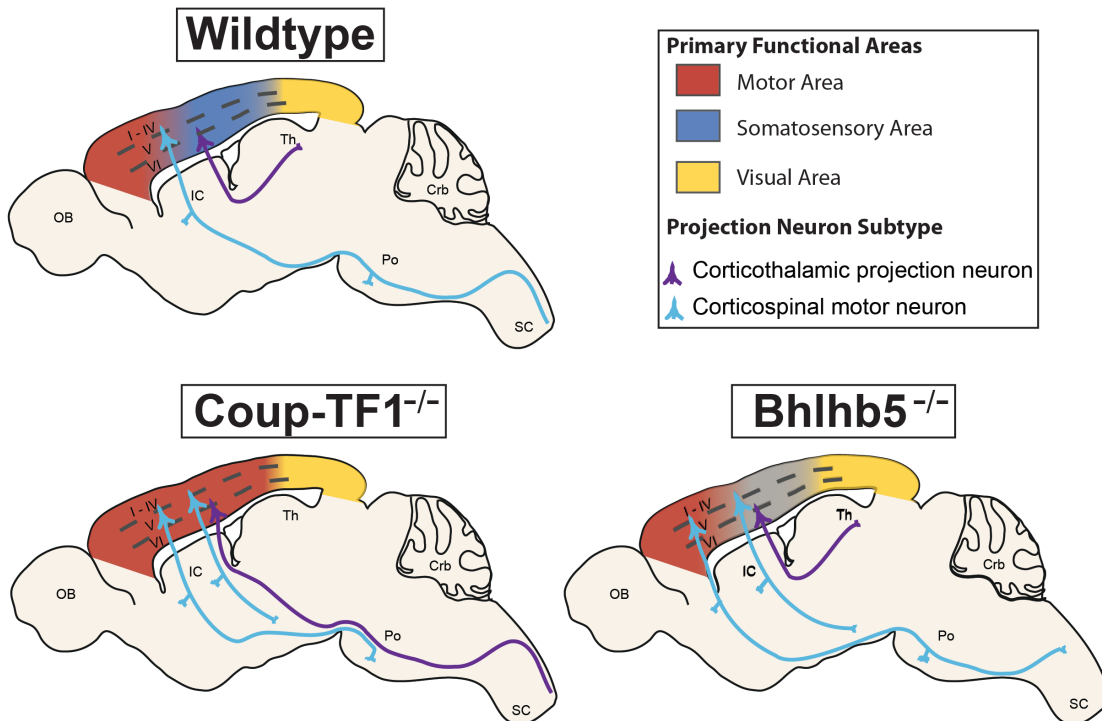 Wildtype
I - IV
V
VI
Th
IC
OB
Crb
Po
SC
Primary Functional Areas
Motor Area
Somatosensory Area
Visual Area
Projection Neuron Subtype
Corticothalamic projection neuron
Corticospinal motor neuron
Coup-TF1-/-
I - IV
V
VI
Th
IC
OB
Crb
Po
SC
Bhlhb5 -/-
I - IV
V
VI
Th
IC
OB
Crb
Po
SC